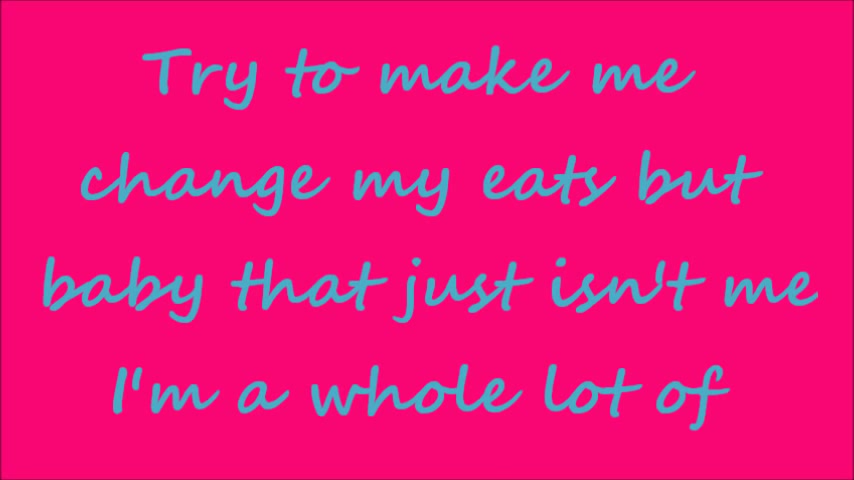 Try to make me
change my eats but
baby that just isn't me
I'm a whole lot of